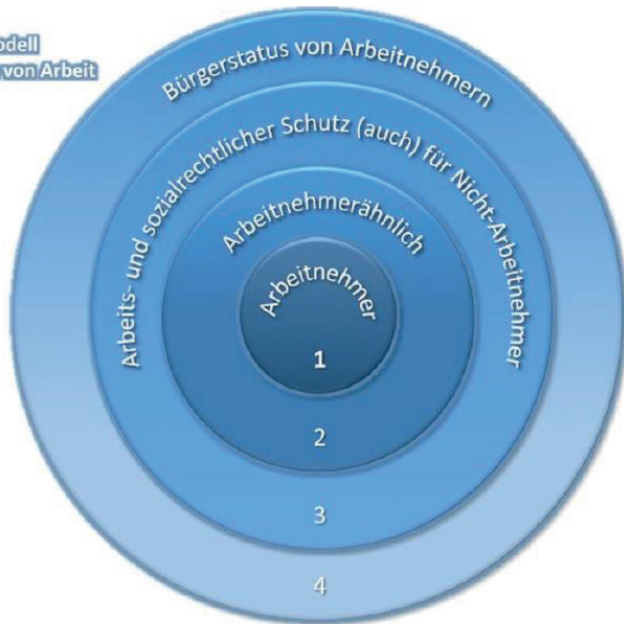 von Arbeit
Bürgerstatus von Arbeitnehmern
Arbeits- und sozialrechtlicher Schutz (auch) für Nicht-Arbeitnehmer
Arbeitnehmerähnlich
Arbeitnehmer
1
2
3
4